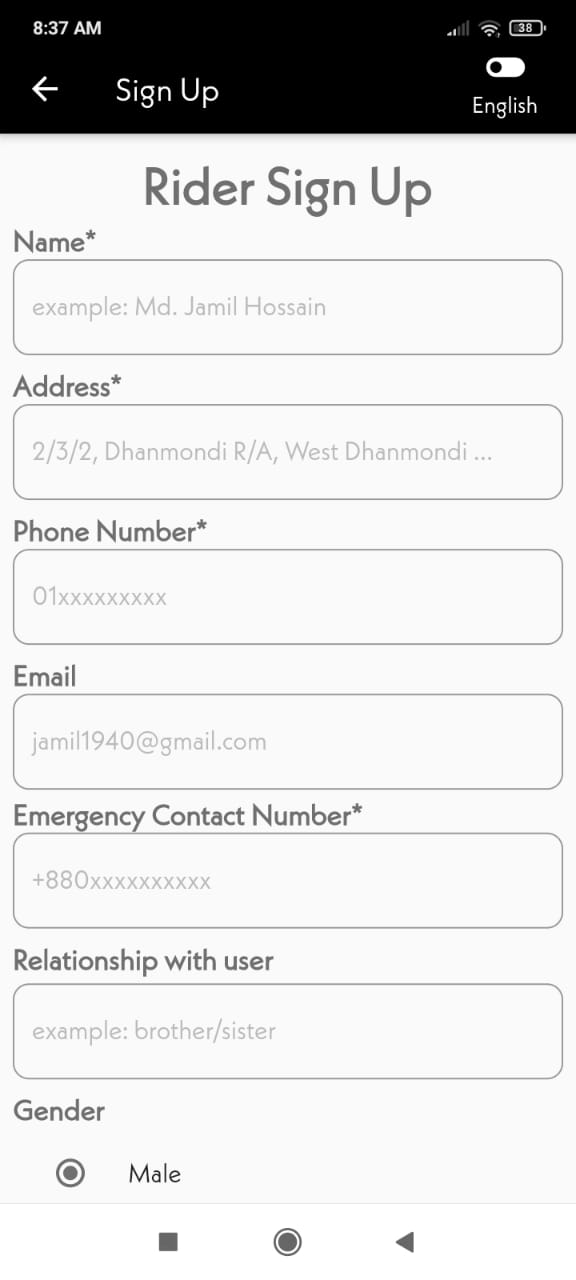 8:37 AM
38
Sign Up
English
Rider Sign Up
Name*
example: Md. Jamil Hossain
Address*
2/3/2, Dhanmondi R/A, West Dhanmondi ...
Phone Number*
01xxxxxxxxx
Email
jamil1940@gmail.com
Emergency Contact Number*
+880xxxxxxxxxx
Relationship with user
example: brother/sister
Gender
Male